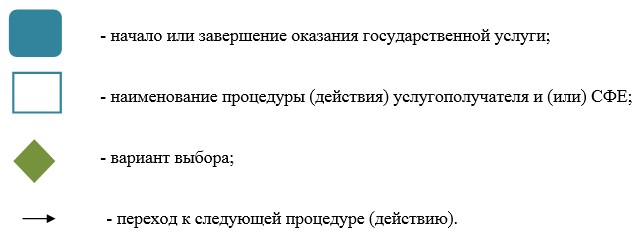 - начало или завершение оказания государственной услуги;
- наименование процедуры (действия) услугополучателя и (или) СФЕ;
- вариант выбора;
- переход к следующей процедуре (действию).